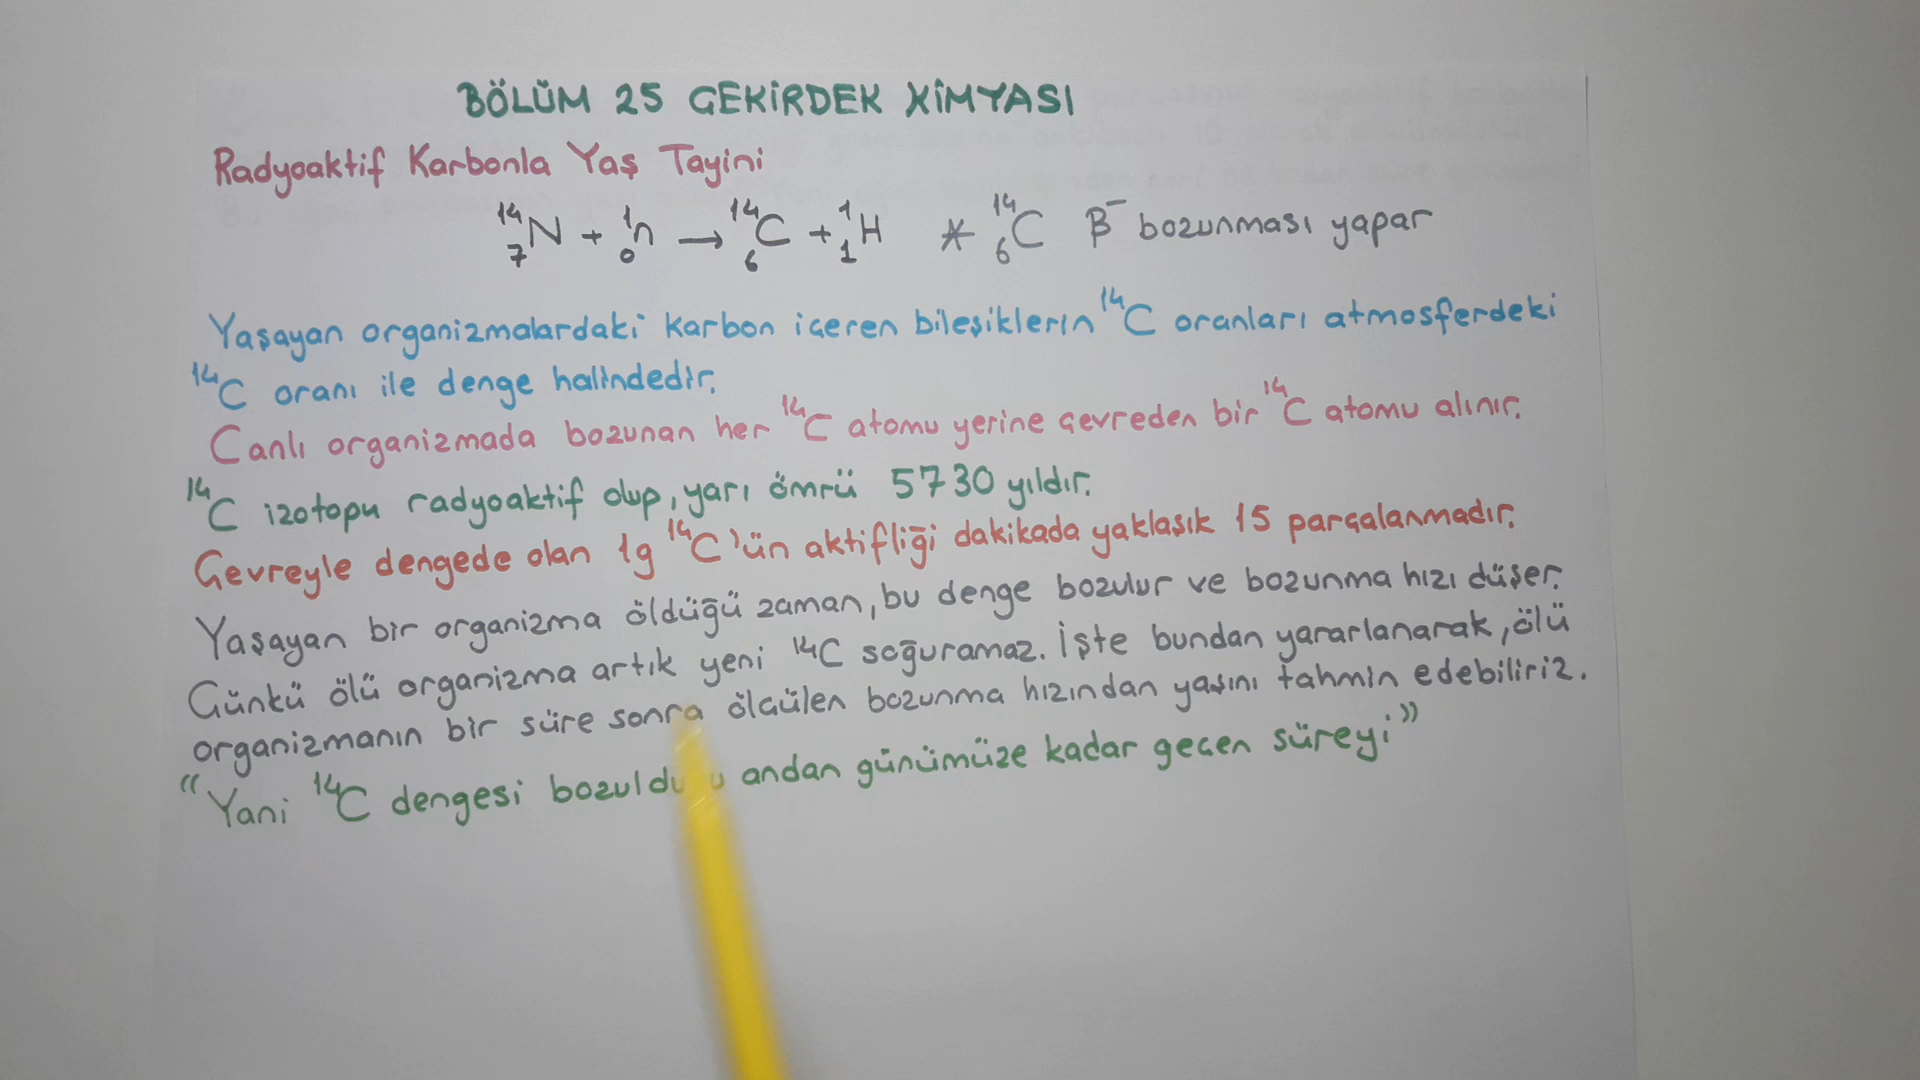 BÖLÜM 25 ÇEKİRDEK KİMYASI
Radyoaktif Karbonla Yaş Tayini
¹⁴₇N + ¹₀n → ¹⁴₆C + ¹₁H * ¹⁴₆C β⁻ bozunması yapar
Yaşayan organizmalardaki karbon içeren bileşiklerin ¹⁴C oranları atmosferdeki
¹⁴C oranı ile denge halindedir.
Canlı organizmada bozunan her ¹⁴C atomu yerine çevreden bir ¹⁴C atomu alınır.
¹⁴C izotopu radyoaktif olup, yarı ömrü 5730 yıldır.
Çevreyle dengede olan 1g ¹⁴C'ün aktifliği dakikada yaklaşık 15 parçalanmadır.
Yaşayan bir organizma öldüğü zaman, bu denge bozulur ve bozunma hızı düşer.
Çünkü ölü organizma artık yeni ¹⁴C soğuramaz. İşte bundan yararlanarak, ölü
organizmanın bir süre sonra ölçülen bozunma hızından yaşını tahmin edebiliriz.
"Yani ¹⁴C dengesi andan günümüze kadar geçen süreyi"